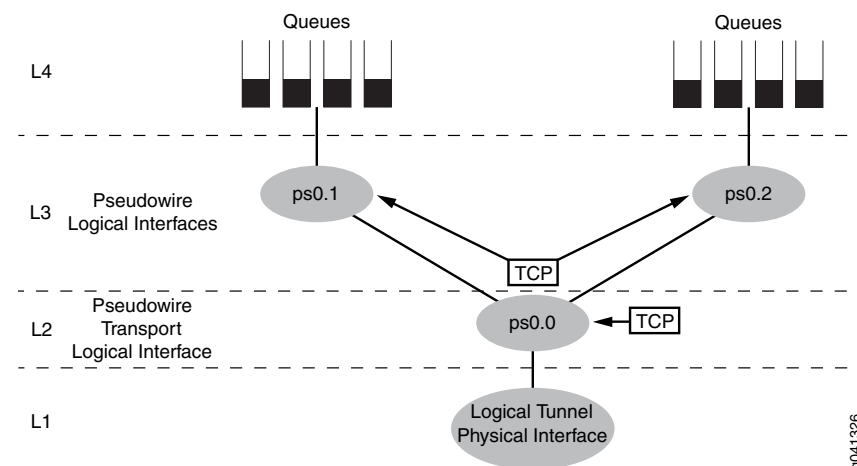 Queues
Queues
L4
L3
Pseudowire
Logical Interfaces
ps0.1
ps0.2
TCP
L2
Pseudowire
Transport
Logical Interface
ps0.0
TCP
L1
Logical Tunnel
Physical Interface
g041326